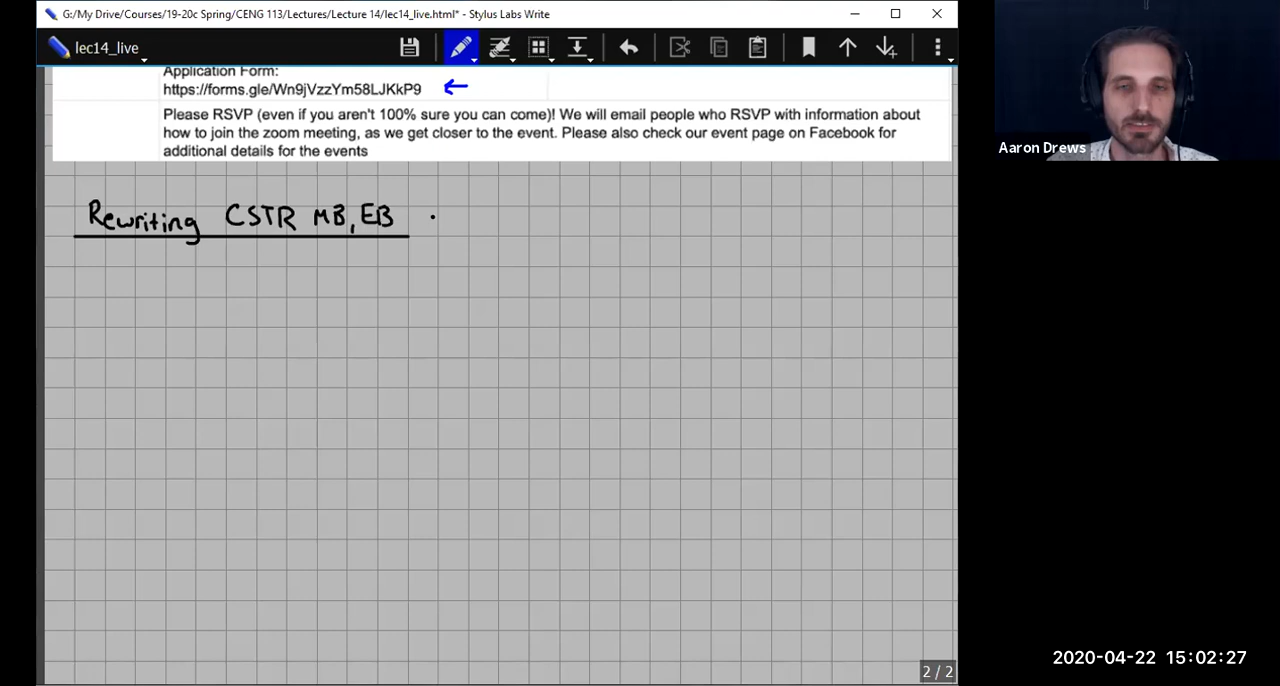 G:/My Drive/Courses/19-20c Spring/CENG 113/Lectures/Lecture 14/lec14_live.html* - Stylus Labs Write
lec14_live
Application Form:
https://forms.gle/Wn9jVzzYm58LJKkP9
Please RSVP (even if you aren't 100% sure you can come)! We will email people who RSVP with information about
how to join the zoom meeting, as we get closer to the event. Please also check our event page on Facebook for
additional details for the events
Rewriting CSTR MB, EB
2 / 2
Aaron Drews
2020-04-22 15:02:27